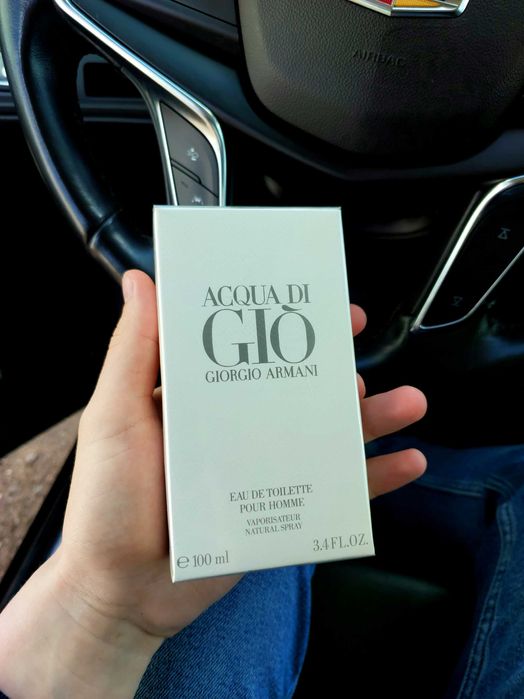 AIRBAG
ACQUA DI
GIÒ
GIORGIO ARMANI
EAU DE TOILETTE
POUR HOMME
VAPORISATEUR
NATURAL SPRAY
℮ 100 ml 3.4 FL.OZ.